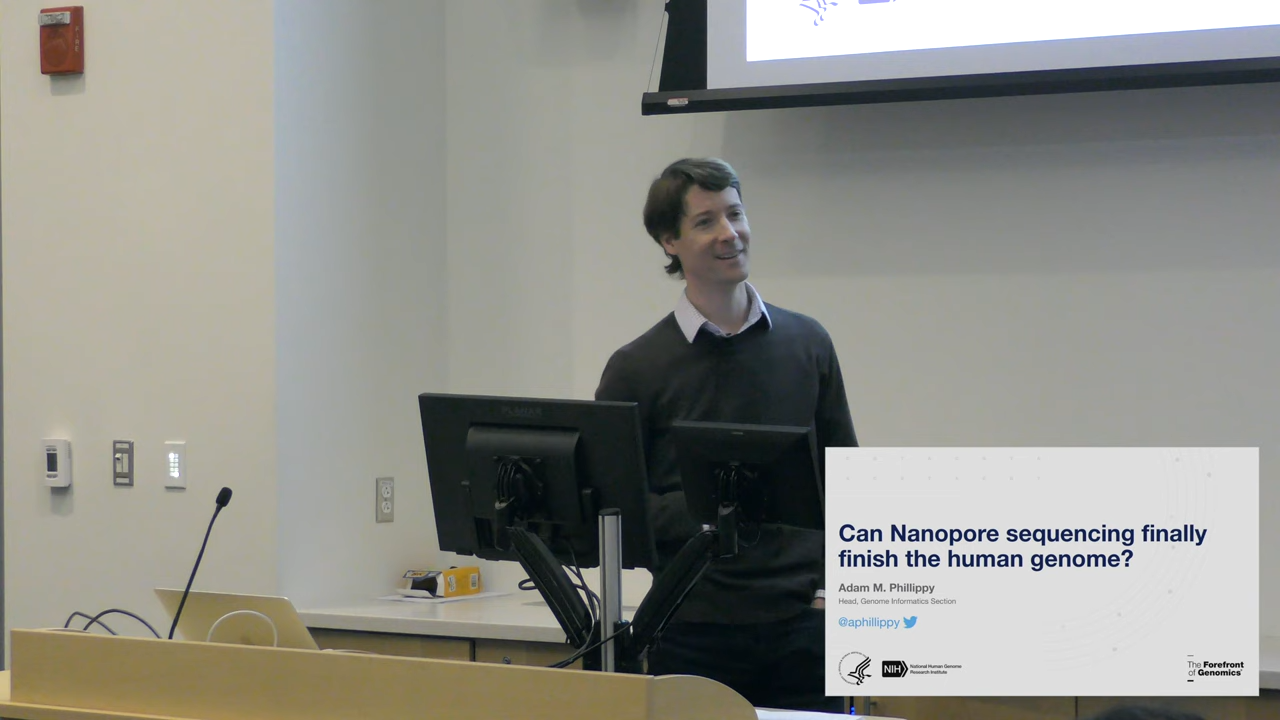 Can Nanopore sequencing finally
finish the human genome?
Adam M. Phillippy
Head, Genome Informatics Section
@aphillippy
NIH
National Human Genome
Research Institute
The Forefront
of Genomics